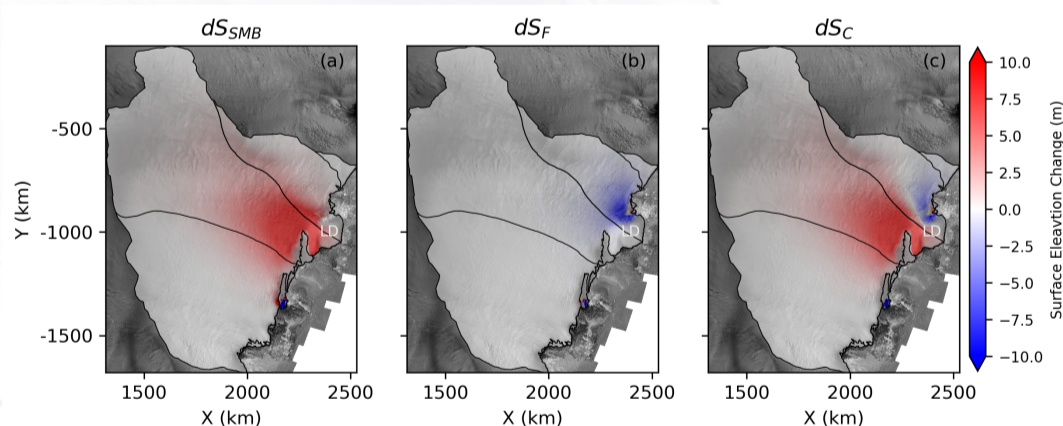 dS_SMB dS_F dS_C
(a) (b) (c)
LD LD LD
-500
-1000
-1500
Y (km)
1500 2000 2500 1500 2000 2500 1500 2000 2500
X (km) X (km) X (km)
10.0
7.5
5.0
2.5
0.0
−2.5
−5.0
−7.5
−10.0
Surface Eleavtion Change (m)